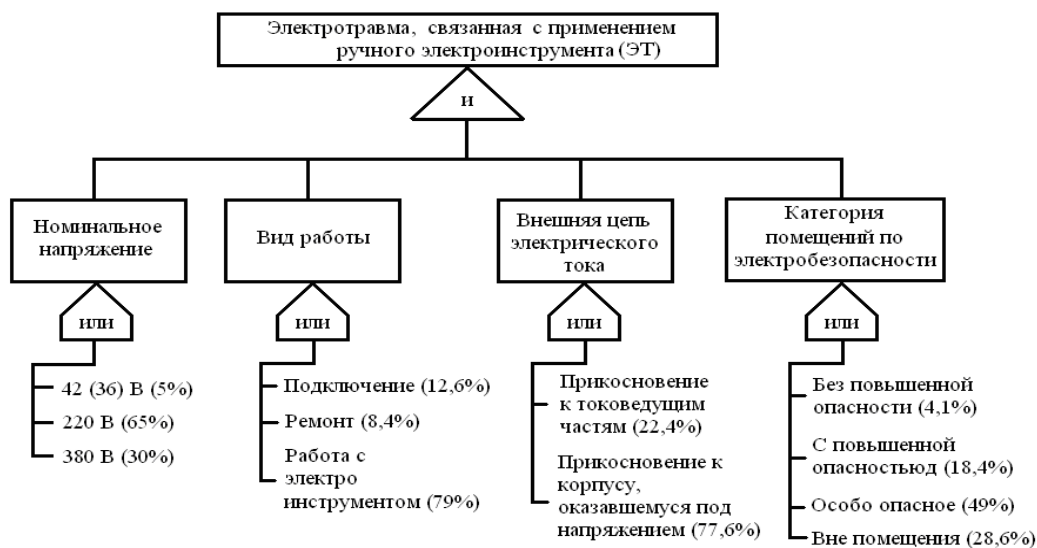 Электротравма, связанная с применением
ручного электроинструмента (ЭТ)
и
Номинальное
напряжение
Вид работы
Внешняя цепь
электрического
тока
Категория
помещений по
электробезопасности
или
или
или
или
42 (36) В (5%)
220 В (65%)
380 В (30%)
Подключение (12,6%)
Ремонт (8,4%)
Работа с
электро
инструментом (79%)
Прикосновение
к токоведущим
частям (22,4%)
Прикосновение к
корпусу,
оказавшемуся под
напряжением (77,6%)
Без повышенной
опасности (4,1%)
С повышенной
опасностьюд (18,4%)
Особо опасное (49%)
Вне помещения (28,6%)